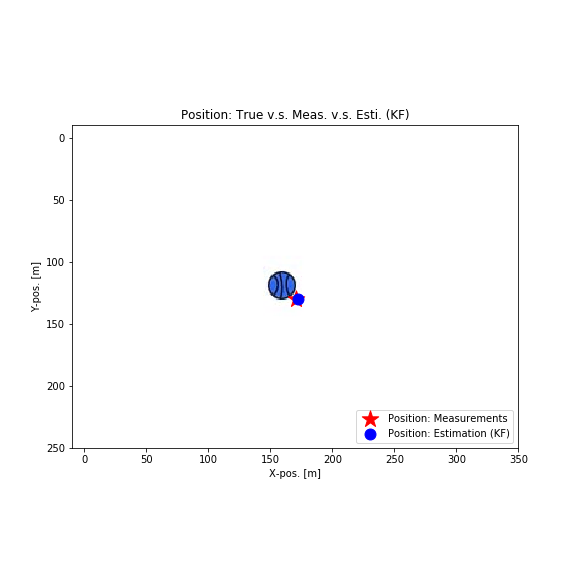 Position: True v.s. Meas. v.s. Esti. (KF)
0
50
100
150
200
250
Y-pos. [m]
Position: Measurements
Position: Estimation (KF)
0
50
100
150
200
250
300
350
X-pos. [m]